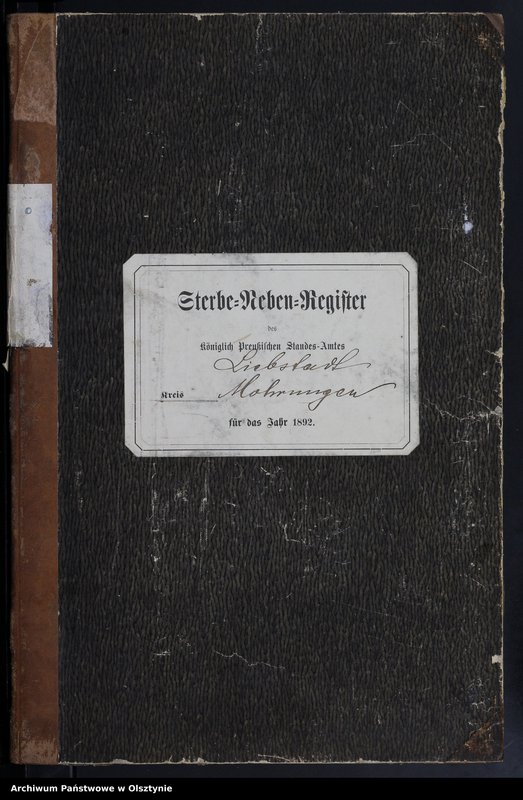 Sterbe-Neben-Register
des
Königlich Preußischen Standes-Amtes
Liebstadt
Kreis Mohrungen
für das Jahr 1892.
Archiwum Państwowe w Olsztynie